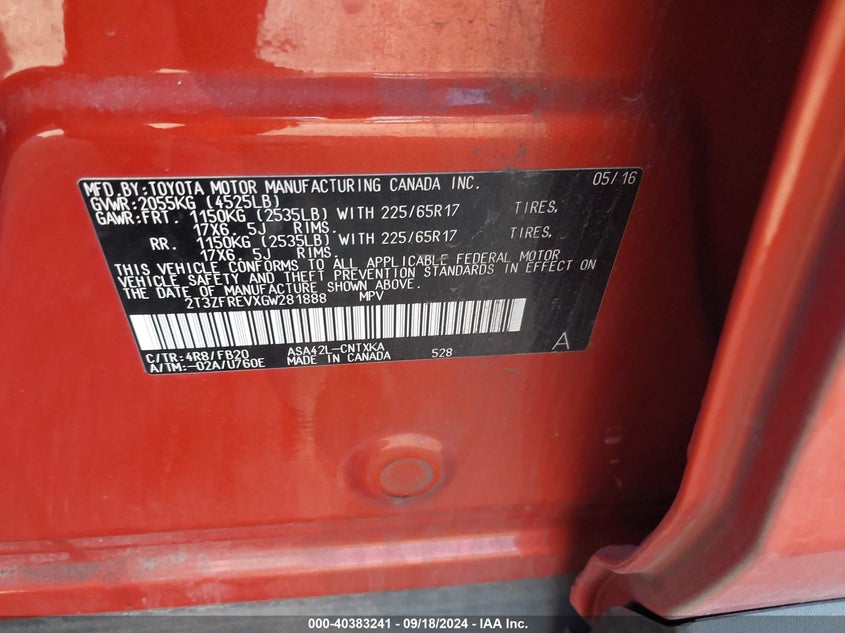 MFD.BY:TOYOTA MOTOR MANUFACTURING CANADA INC. 05/16
GVWR:2055KG (4525LB)
GAWR:FRT. 1150KG (2535LB) WITH 225/65R17 TIRES,
17X6.5J RIMS.
RR. 1150KG (2535LB) WITH 225/65R17 TIRES,
17X6.5J RIMS.
THIS VEHICLE CONFORMS TO ALL APPLICABLE FEDERAL MOTOR
VEHICLE SAFETY AND THEFT PREVENTION STANDARDS IN EFFECT ON
THE DATE OF MANUFACTURE SHOWN ABOVE.
2T3ZFREVXGW281888 MPV
C/TR:4R8/FB20 ASA42L-CNTXKA 528 A
A/TM:-02A/U760E MADE IN CANADA
000-40383241 - 09/18/2024 - IAA Inc.